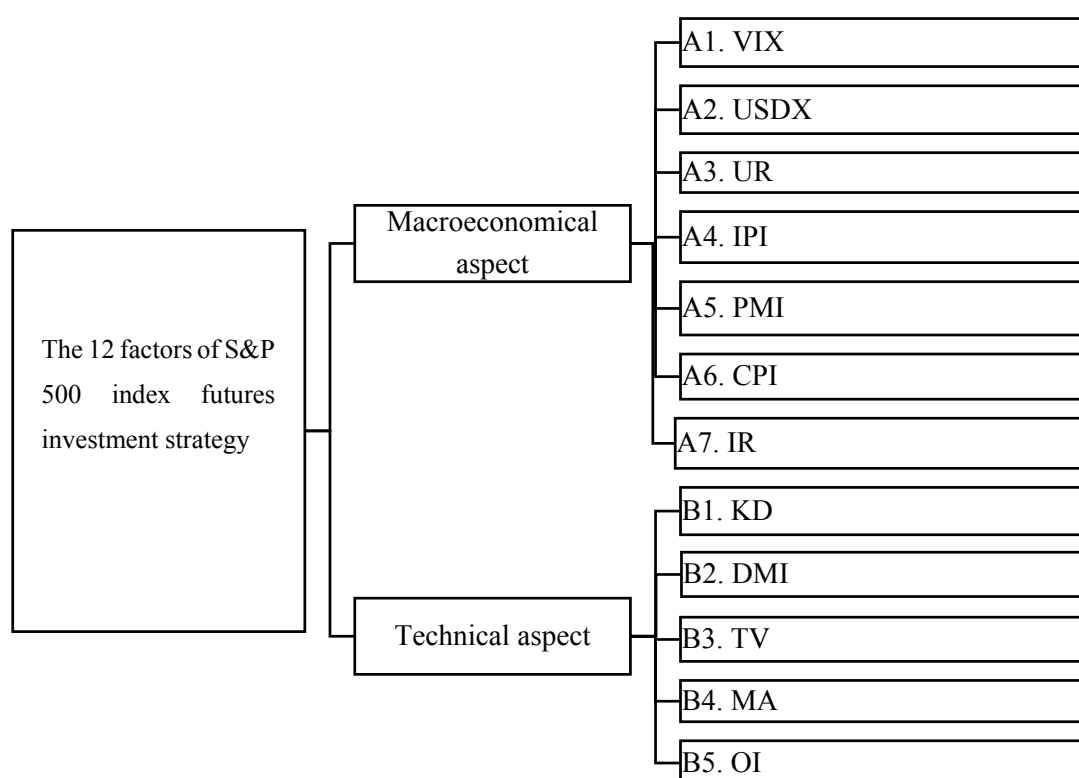 The 12 factors of S&P
500 index futures
investment strategy
Macroeconomical
aspect
Technical aspect
A1. VIX
A2. USDX
A3. UR
A4. IPI
A5. PMI
A6. CPI
A7. IR
B1. KD
B2. DMI
B3. TV
B4. MA
B5. OI